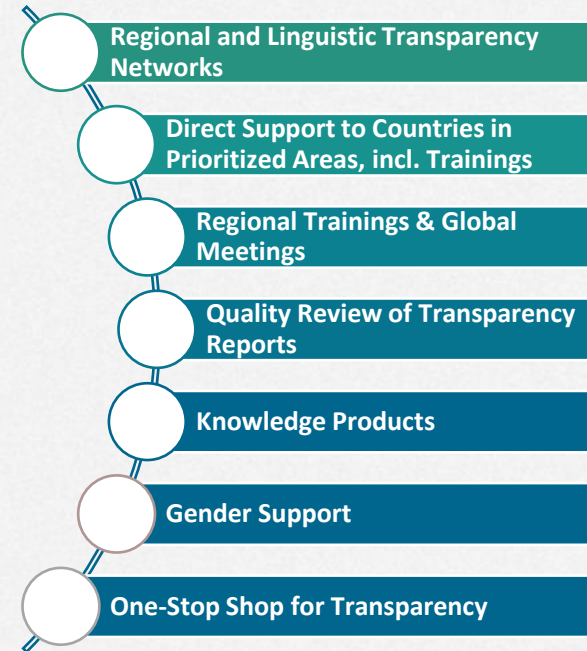 Regional and Linguistic Transparency
Networks
Direct Support to Countries in
Prioritized Areas, incl. Trainings
Regional Trainings & Global
Meetings
Quality Review of Transparency
Reports
Knowledge Products
Gender Support
One-Stop Shop for Transparency